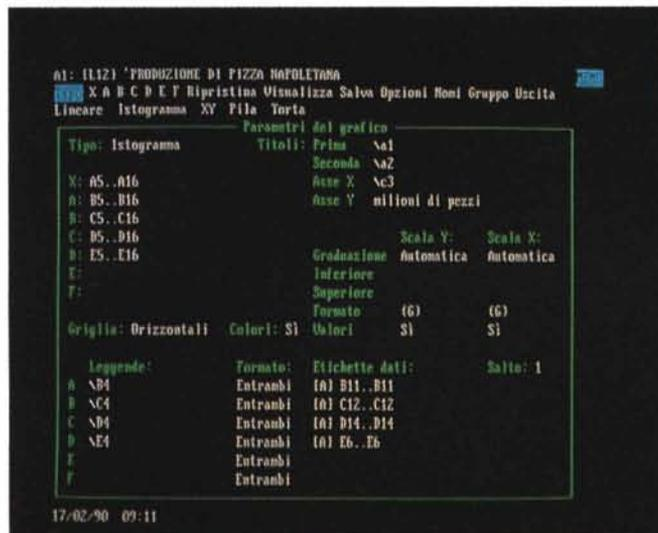 A1: [L12] 'PRODUZIONE DI PIZZA NAPOLETANA MENU
Tipo X A B C D E F Ripristina Visualizza Salva Opzioni Nomi Gruppo Uscita
Lineare Istogramma XY Pila Torta
Parametri del grafico
Tipo: Istogramma Titoli: Prima \a1
Seconda \a2
X: A5..A16 Asse X \c3
A: B5..B16 Asse Y milioni di pezzi
B: C5..C16
C: D5..D16 Scala Y: Scala X:
D: E5..E16 Graduazione Automatica Automatica
E: Inferiore
F: Superiore
Formato (G) (G)
Griglia: Orizzontali Colori: Sì Valori Sì Sì
Leggende: Formato: Etichette dati: Salto: 1
A \B4 Entrambi [A] B11..B11
B \C4 Entrambi [A] C12..C12
C \D4 Entrambi [A] D14..D14
D \E4 Entrambi [A] E6..E6
E Entrambi
F Entrambi
17/02/90 09:11